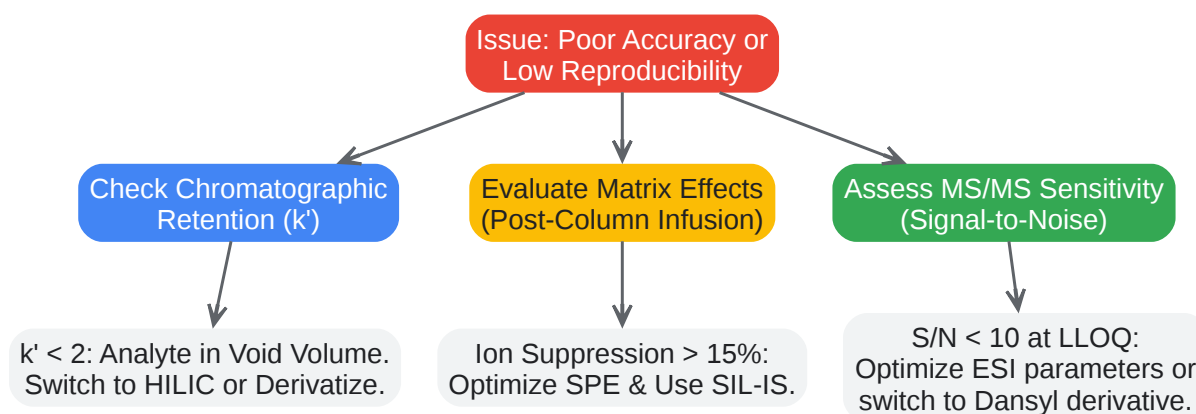 Issue: Poor Accuracy or
Low Reproducibility
Check Chromatographic
Retention (k')
Evaluate Matrix Effects
(Post-Column Infusion)
Assess MS/MS Sensitivity
(Signal-to-Noise)
k' < 2: Analyte in Void Volume.
Switch to HILIC or Derivatize.
Ion Suppression > 15%:
Optimize SPE & Use SIL-IS.
S/N < 10 at LLOQ:
Optimize ESI parameters or
switch to Dansyl derivative.